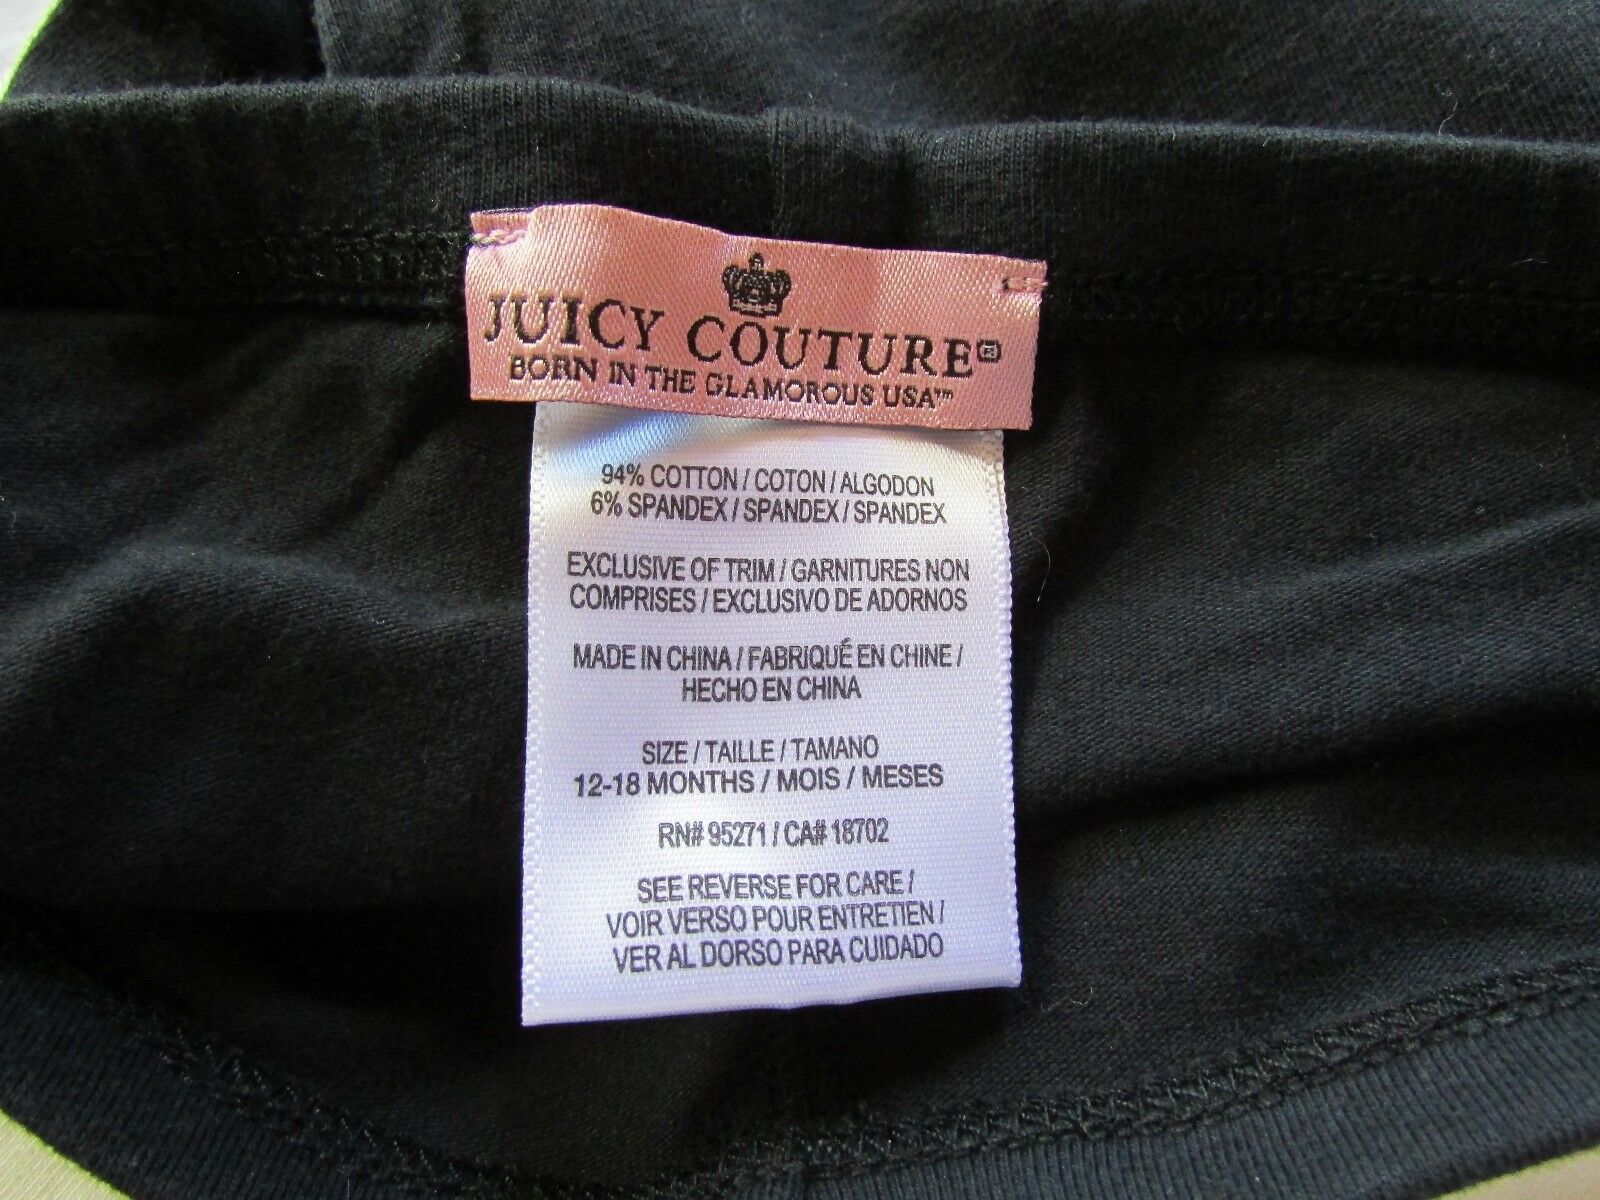 JUICY COUTURE®
BORN IN THE GLAMOROUS USA™
94% COTTON / COTON / ALGODON
6% SPANDEX / SPANDEX / SPANDEX
EXCLUSIVE OF TRIM / GARNITURES NON
COMPRISES / EXCLUSIVO DE ADORNOS
MADE IN CHINA / FABRIQUÉ EN CHINE /
HECHO EN CHINA
SIZE / TAILLE / TAMANO
12-18 MONTHS / MOIS / MESES
RN# 95271 / CA# 18702
SEE REVERSE FOR CARE /
VOIR VERSO POUR ENTRETIEN /
VER AL DORSO PARA CUIDADO